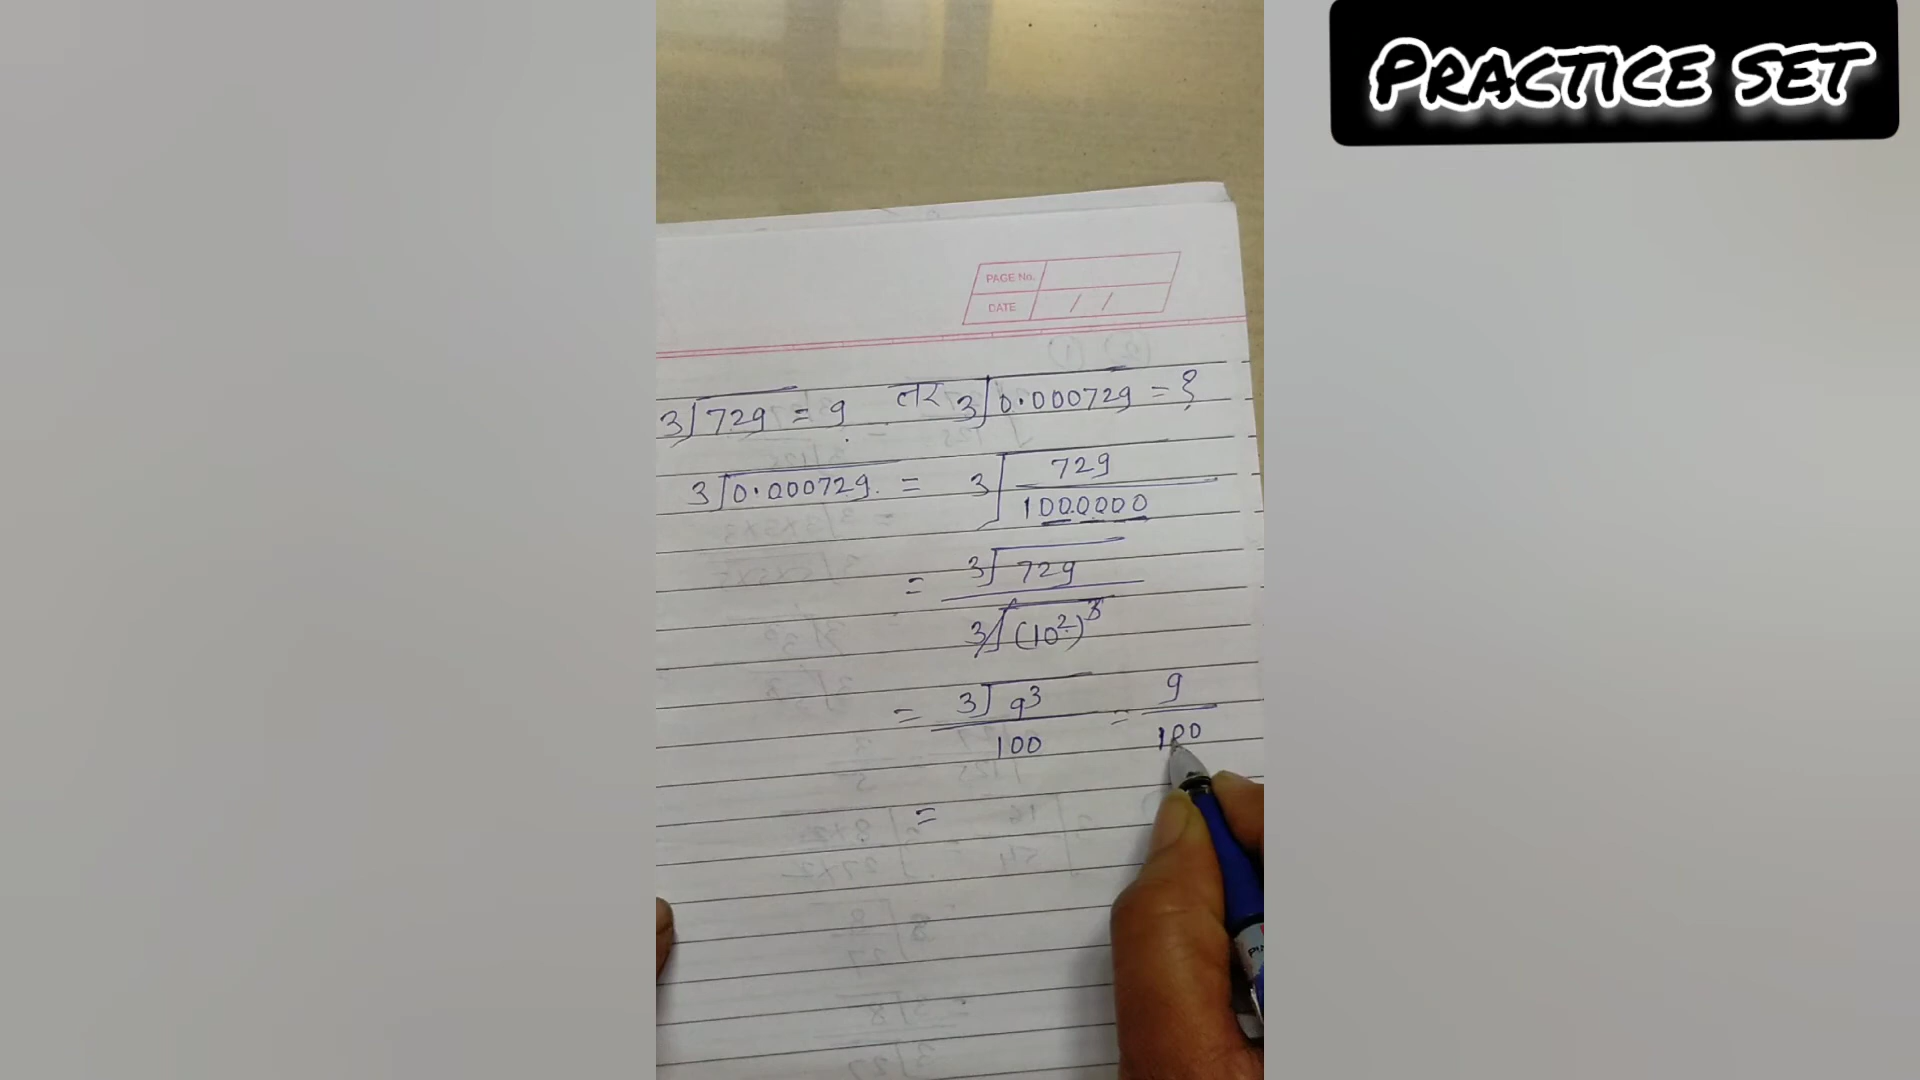 PRACTICE SET
PAGE No.
DATE / /
3√729 = 9 तर 3√0.000729 = ?
3√0.000729 = 3√729/1000000
= 3√729 / 3√(10²)³
= 3√9³ / 100 = 9/100
=